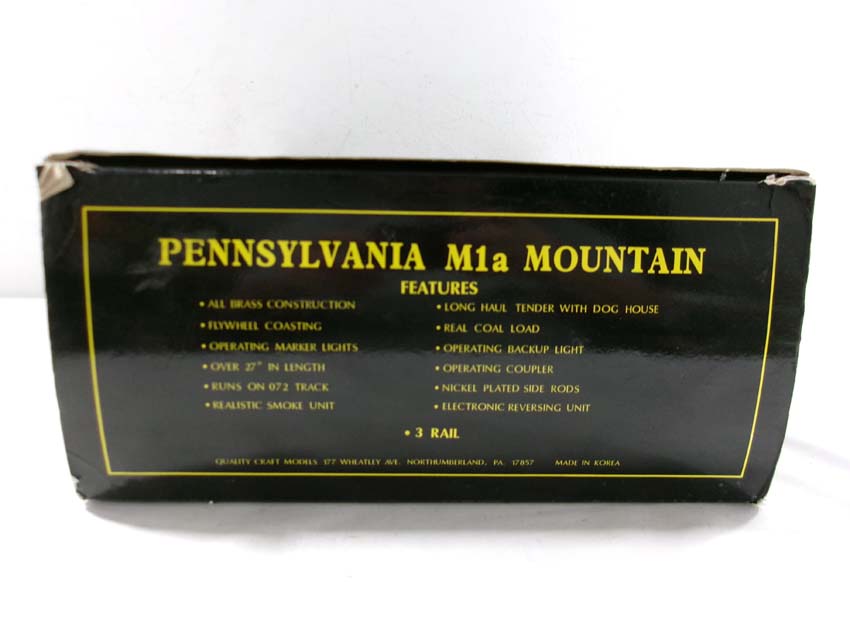 PENNSYLVANIA M1a MOUNTAIN
FEATURES
• ALL BRASS CONSTRUCTION
• FLYWHEEL COASTING
• OPERATING MARKER LIGHTS
• OVER 27" IN LENGTH
• RUNS ON 072 TRACK
• REALISTIC SMOKE UNIT
• LONG HAUL TENDER WITH DOG HOUSE
• REAL COAL LOAD
• OPERATING BACKUP LIGHT
• OPERATING COUPLER
• NICKEL PLATED SIDE RODS
• ELECTRONIC REVERSING UNIT
• 3 RAIL
QUALITY CRAFT MODELS 177 WHEATLEY AVE. NORTHUMBERLAND, PA. 17857 MADE IN KOREA